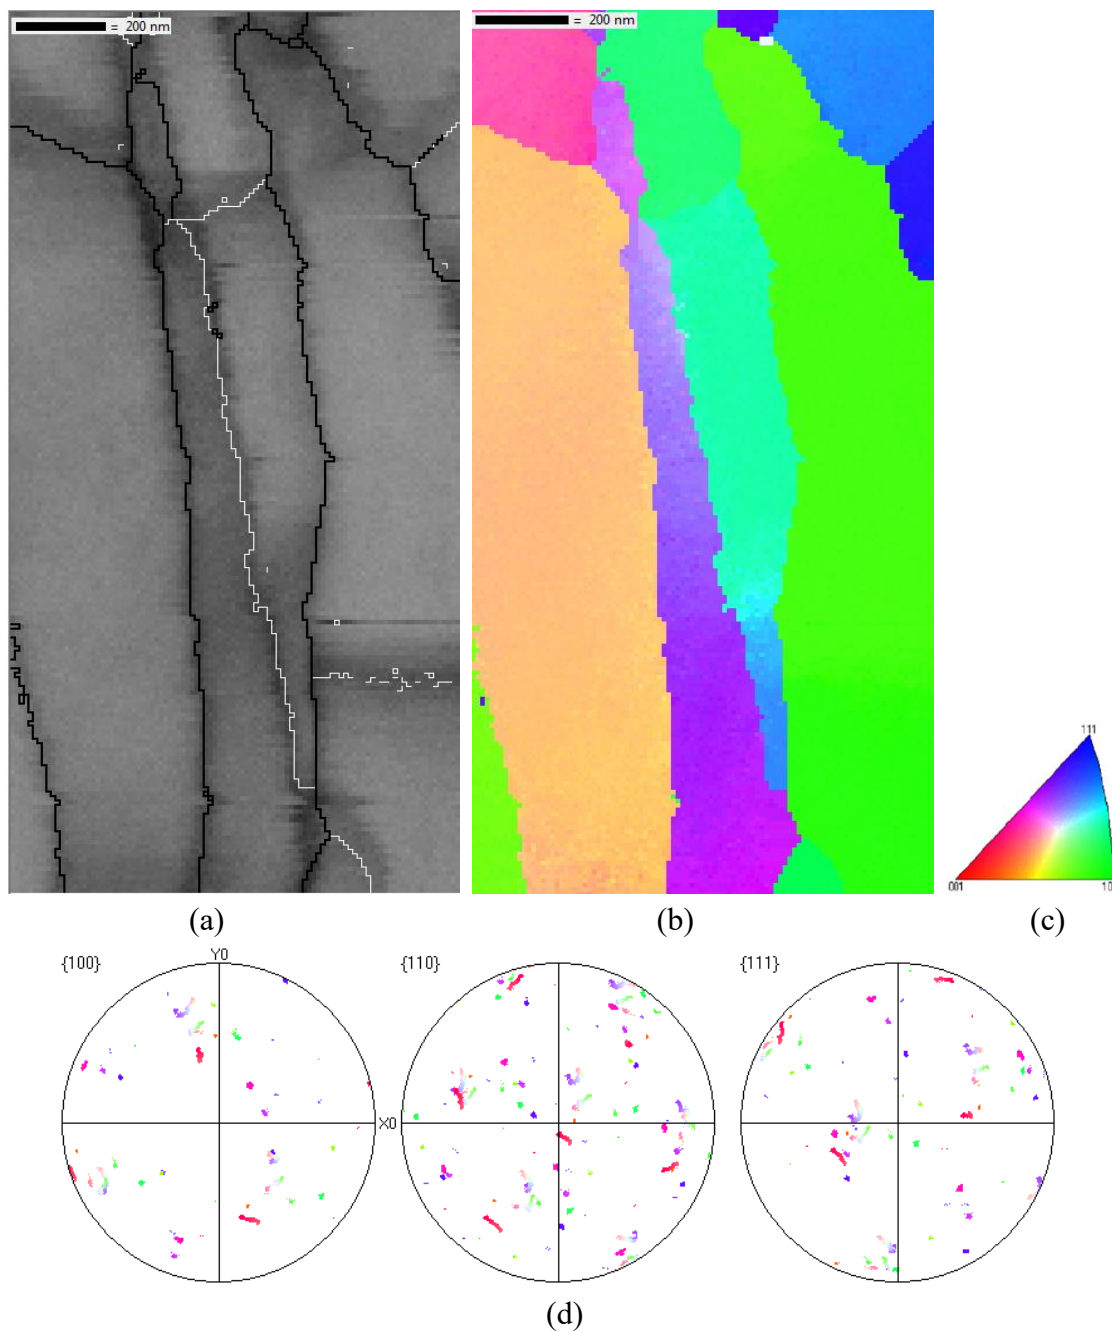 = 200 nm
= 200 nm
111
001
10
(a)
(b)
(c)
{100}
Y0
X0
{110}
{111}
(d)